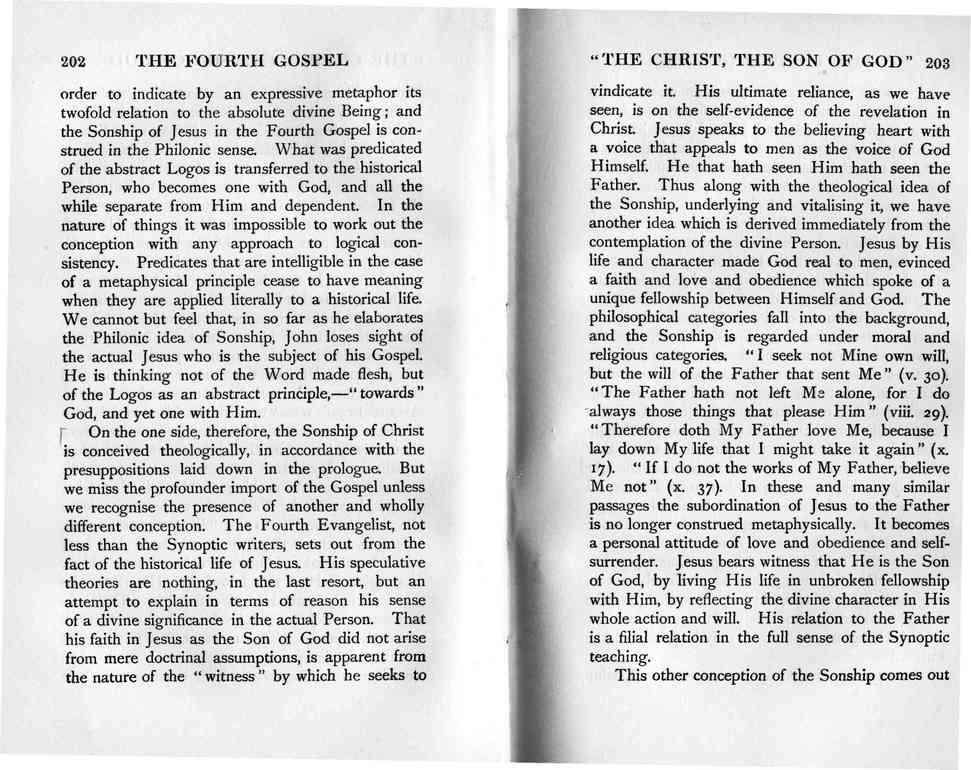 202 THE FOURTH GOSPEL
order to indicate by an expressive metaphor its
twofold relation to the absolute divine Being; and
the Sonship of Jesus in the Fourth Gospel is con-
strued in the Philonic sense. What was predicated
of the abstract Logos is transferred to the historical
Person, who becomes one with God, and all the
while separate from Him and dependent. In the
nature of things it was impossible to work out the
conception with any approach to logical con-
sistency. Predicates that are intelligible in the case
of a metaphysical principle cease to have meaning
when they are applied literally to a historical life.
We cannot but feel that, in so far as he elaborates
the Philonic idea of Sonship, John loses sight of
the actual Jesus who is the subject of his Gospel.
He is thinking not of the Word made flesh, but
of the Logos as an abstract principle,—"towards"
God, and yet one with Him.
On the one side, therefore, the Sonship of Christ
is conceived theologically, in accordance with the
presuppositions laid down in the prologue. But
we miss the profounder import of the Gospel unless
we recognise the presence of another and wholly
different conception. The Fourth Evangelist, not
less than the Synoptic writers, sets out from the
fact of the historical life of Jesus. His speculative
theories are nothing, in the last resort, but an
attempt to explain in terms of reason his sense
of a divine significance in the actual Person. That
his faith in Jesus as the Son of God did not arise
from mere doctrinal assumptions, is apparent from
the nature of the "witness" by which he seeks to
"THE CHRIST, THE SON OF GOD" 203
vindicate it. His ultimate reliance, as we have
seen, is on the self-evidence of the revelation in
Christ. Jesus speaks to the believing heart with
a voice that appeals to men as the voice of God
Himself. He that hath seen Him hath seen the
Father. Thus along with the theological idea of
the Sonship, underlying and vitalising it, we have
another idea which is derived immediately from the
contemplation of the divine Person. Jesus by His
life and character made God real to men, evinced
a faith and love and obedience which spoke of a
unique fellowship between Himself and God. The
philosophical categories fall into the background,
and the Sonship is regarded under moral and
religious categories. "I seek not Mine own will,
but the will of the Father that sent Me" (v. 30).
"The Father hath not left Me alone, for I do
always those things that please Him" (viii. 29).
"Therefore doth My Father love Me, because I
lay down My life that I might take it again" (x.
17). "If I do not the works of My Father, believe
Me not" (x. 37). In these and many similar
passages the subordination of Jesus to the Father
is no longer construed metaphysically. It becomes
a personal attitude of love and obedience and self-
surrender. Jesus bears witness that He is the Son
of God, by living His life in unbroken fellowship
with Him, by reflecting the divine character in His
whole action and will. His relation to the Father
is a filial relation in the full sense of the Synoptic
teaching.
This other conception of the Sonship comes out